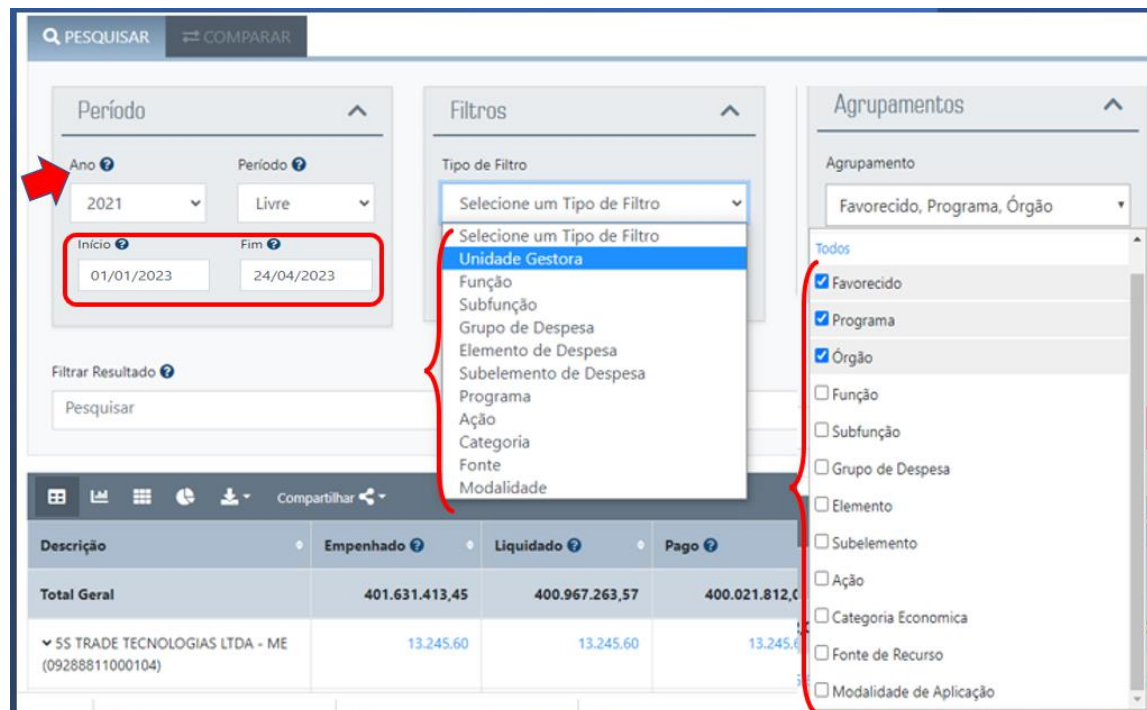 PESQUISAR
COMPARAR
Período
Ano
Período
2021
Livre
Início
Fim
01/01/2023
24/04/2023
Filtros
Tipo de Filtro
Selecione um Tipo de Filtro
Selecione um Tipo de Filtro
Unidade Gestora
Função
Subfunção
Grupo de Despesa
Elemento de Despesa
Subelemento de Despesa
Programa
Ação
Categoria
Fonte
Modalidade
Agrupamentos
Agrupamento
Favorecido, Programa, Órgão
Todos
Favorecido
Programa
Órgão
Função
Subfunção
Grupo de Despesa
Elemento
Subelemento
Ação
Categoria Economica
Fonte de Recurso
Modalidade de Aplicação
Filtrar Resultado
Pesquisar
Compartilhar
Descrição Empenhado Liquidado Pago
Total Geral 401.631.413,45 400.967.263,57 400.021.812,
5S TRADE TECNOLOGIAS LTDA - ME 13.245,60 13.245,60 13.245,
(09288811000104)